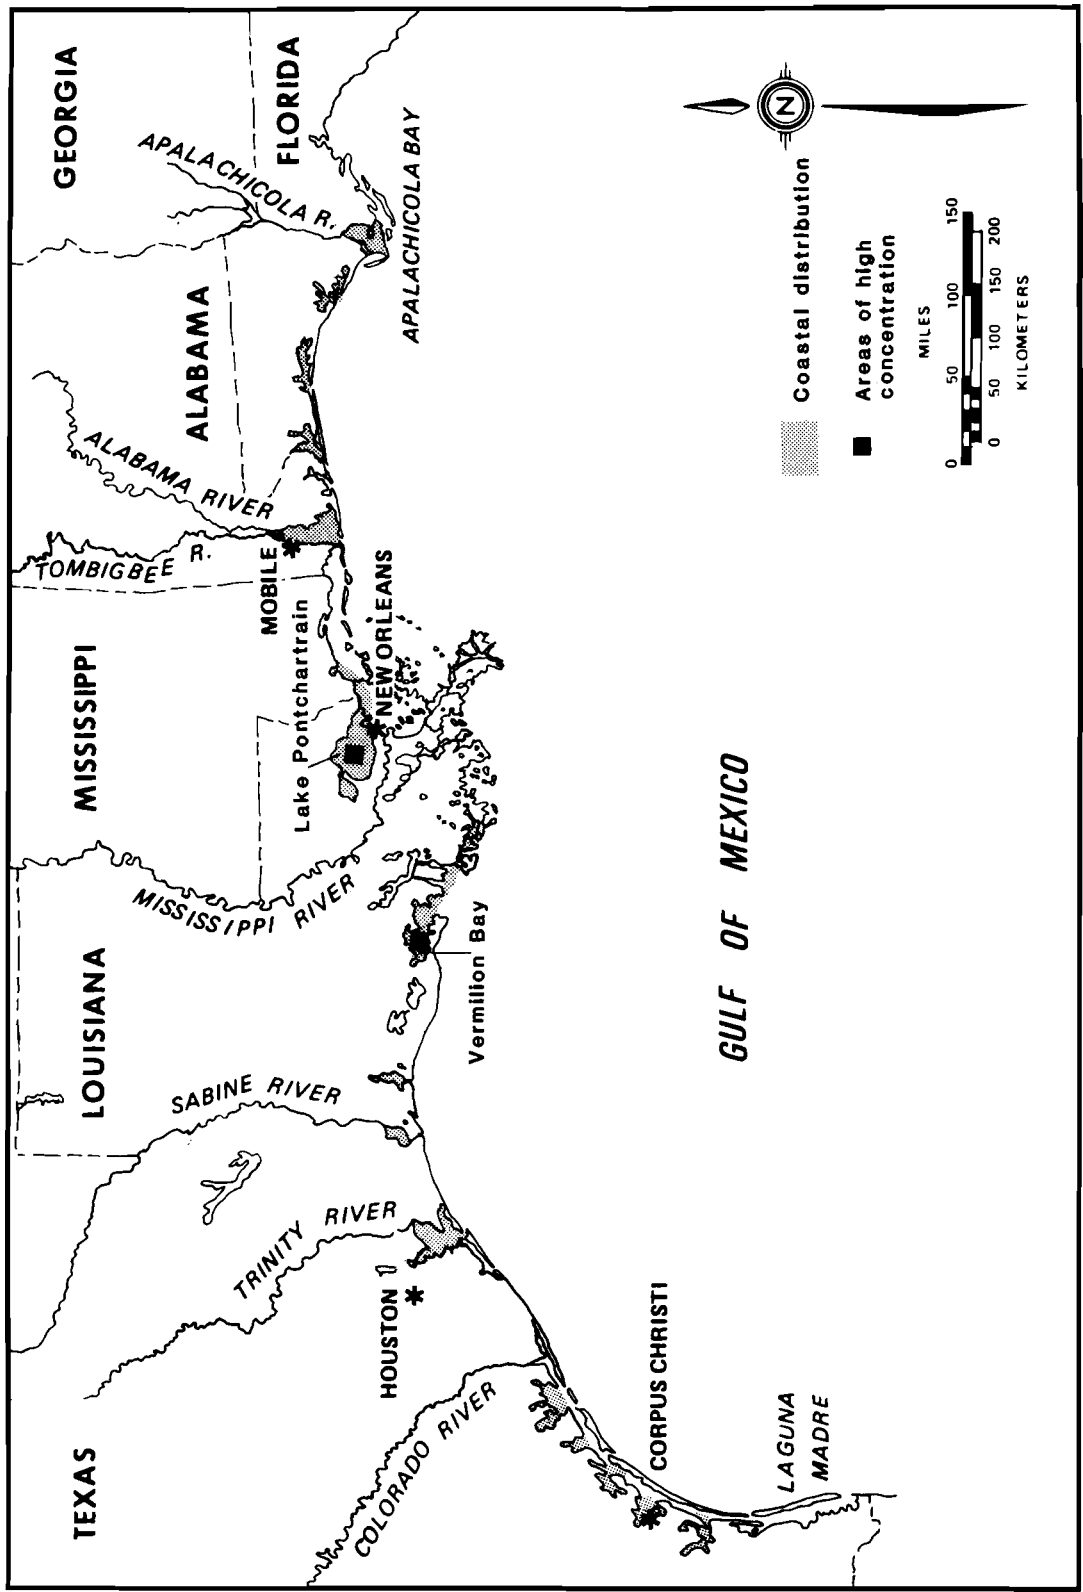 TEXAS
LOUISIANA
MISSISSIPPI
ALABAMA
GEORGIA
FLORIDA
COLORADO RIVER
TRINITY RIVER
SABINE RIVER
MISSISSIPPI RIVER
TOMBIGBEE R.
ALABAMA RIVER
APALACHICOLA R.
HOUSTON
Lake Pontchartrain
MOBILE
NEW ORLEANS
APALACHICOLA BAY
Vermilion Bay
CORPUS CHRISTI
LAGUNA
MADRE
GULF OF MEXICO
N
Coastal distribution
Areas of high
concentration
MILES
0 50 100 150
0 50 100 150 200
KILOMETERS